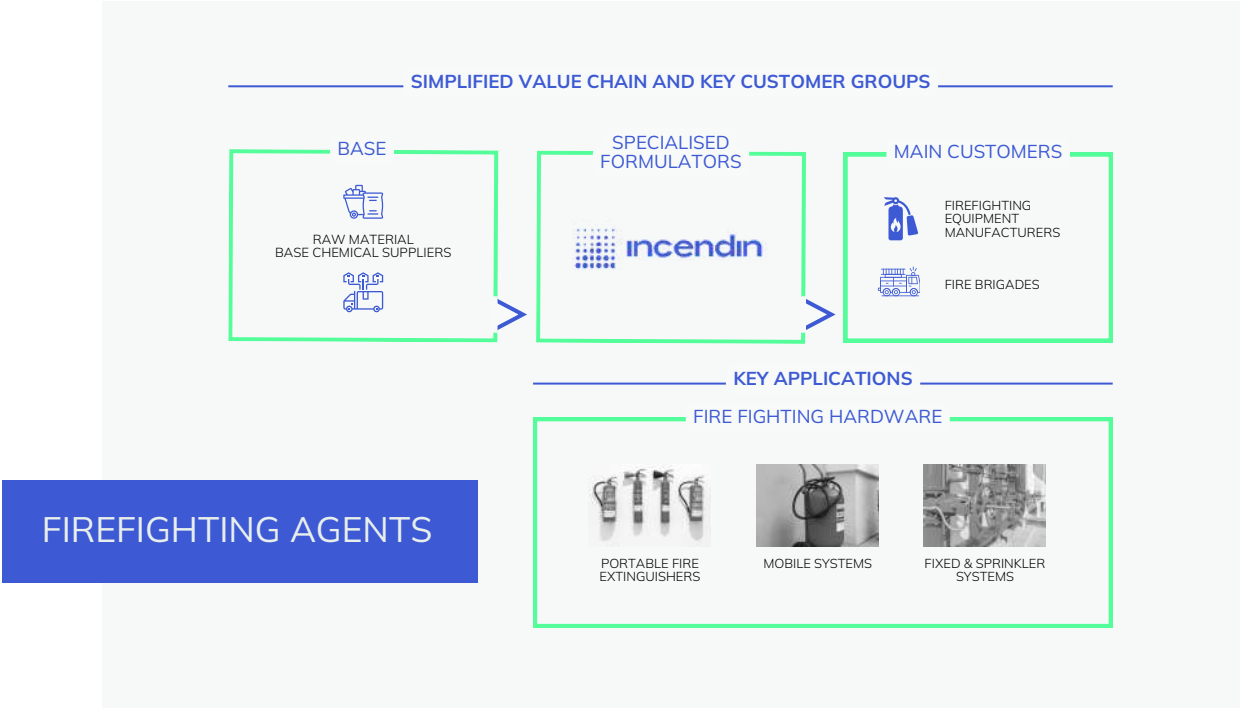 SIMPLIFIED VALUE CHAIN AND KEY CUSTOMER GROUPS
BASE
RAW MATERIAL
BASE CHEMICAL SUPPLIERS
SPECIALISED
FORMULATORS
incendin
MAIN CUSTOMERS
FIREFIGHTING
EQUIPMENT
MANUFACTURERS
FIRE BRIGADES
KEY APPLICATIONS
FIRE FIGHTING HARDWARE
PORTABLE FIRE
EXTINGUISHERS
MOBILE SYSTEMS
FIXED & SPRINKLER
SYSTEMS
FIREFIGHTING AGENTS